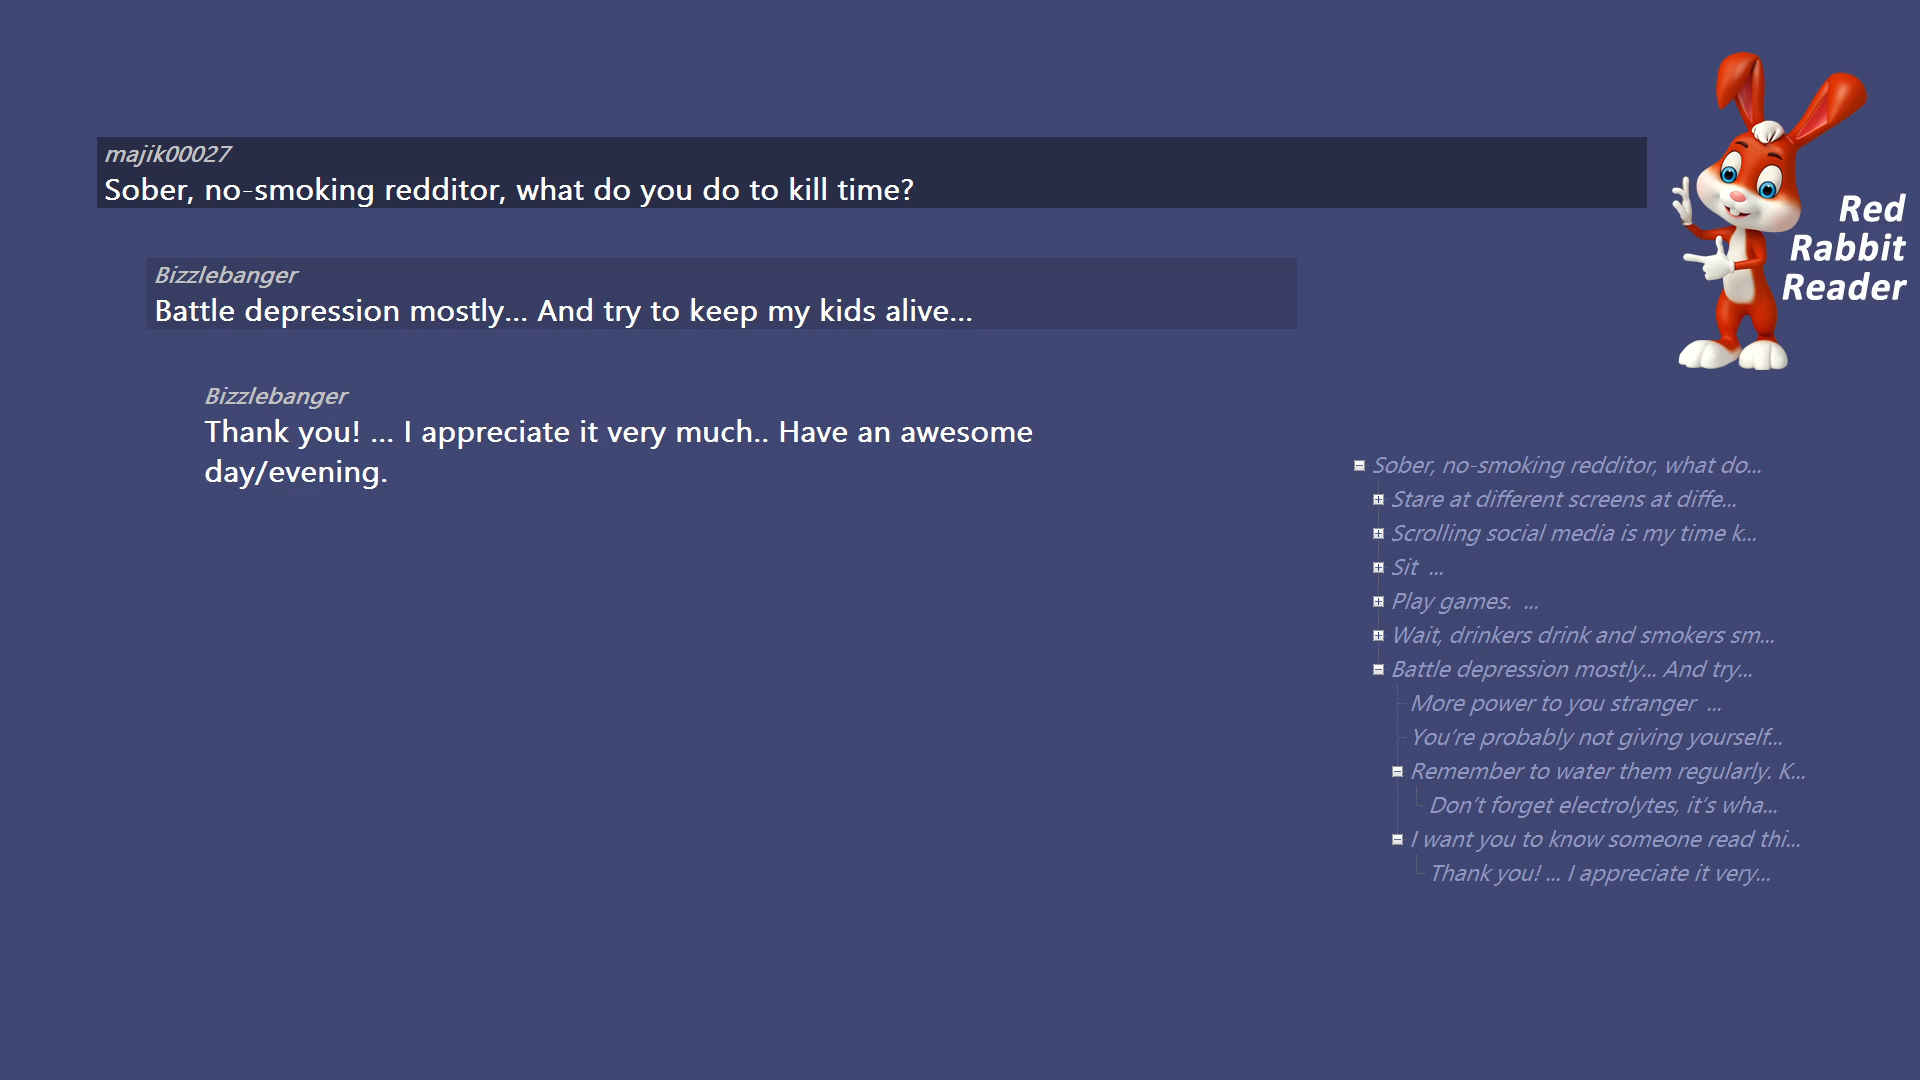 majik00027
Sober, no-smoking redditor, what do you do to kill time?
Bizzlebanger
Battle depression mostly... And try to keep my kids alive...
Bizzlebanger
Thank you! ... I appreciate it very much.. Have an awesome
day/evening.
Red
Rabbit
Reader
Sober, no-smoking redditor, what do...
Stare at different screens at diffe...
Scrolling social media is my time k...
Sit ...
Play games. ...
Wait, drinkers drink and smokers sm...
Battle depression mostly... And try...
More power to you stranger ...
You’re probably not giving yourself...
Remember to water them regularly. K...
Don’t forget electrolytes, it’s wha...
I want you to know someone read thi...
Thank you! ... I appreciate it very...